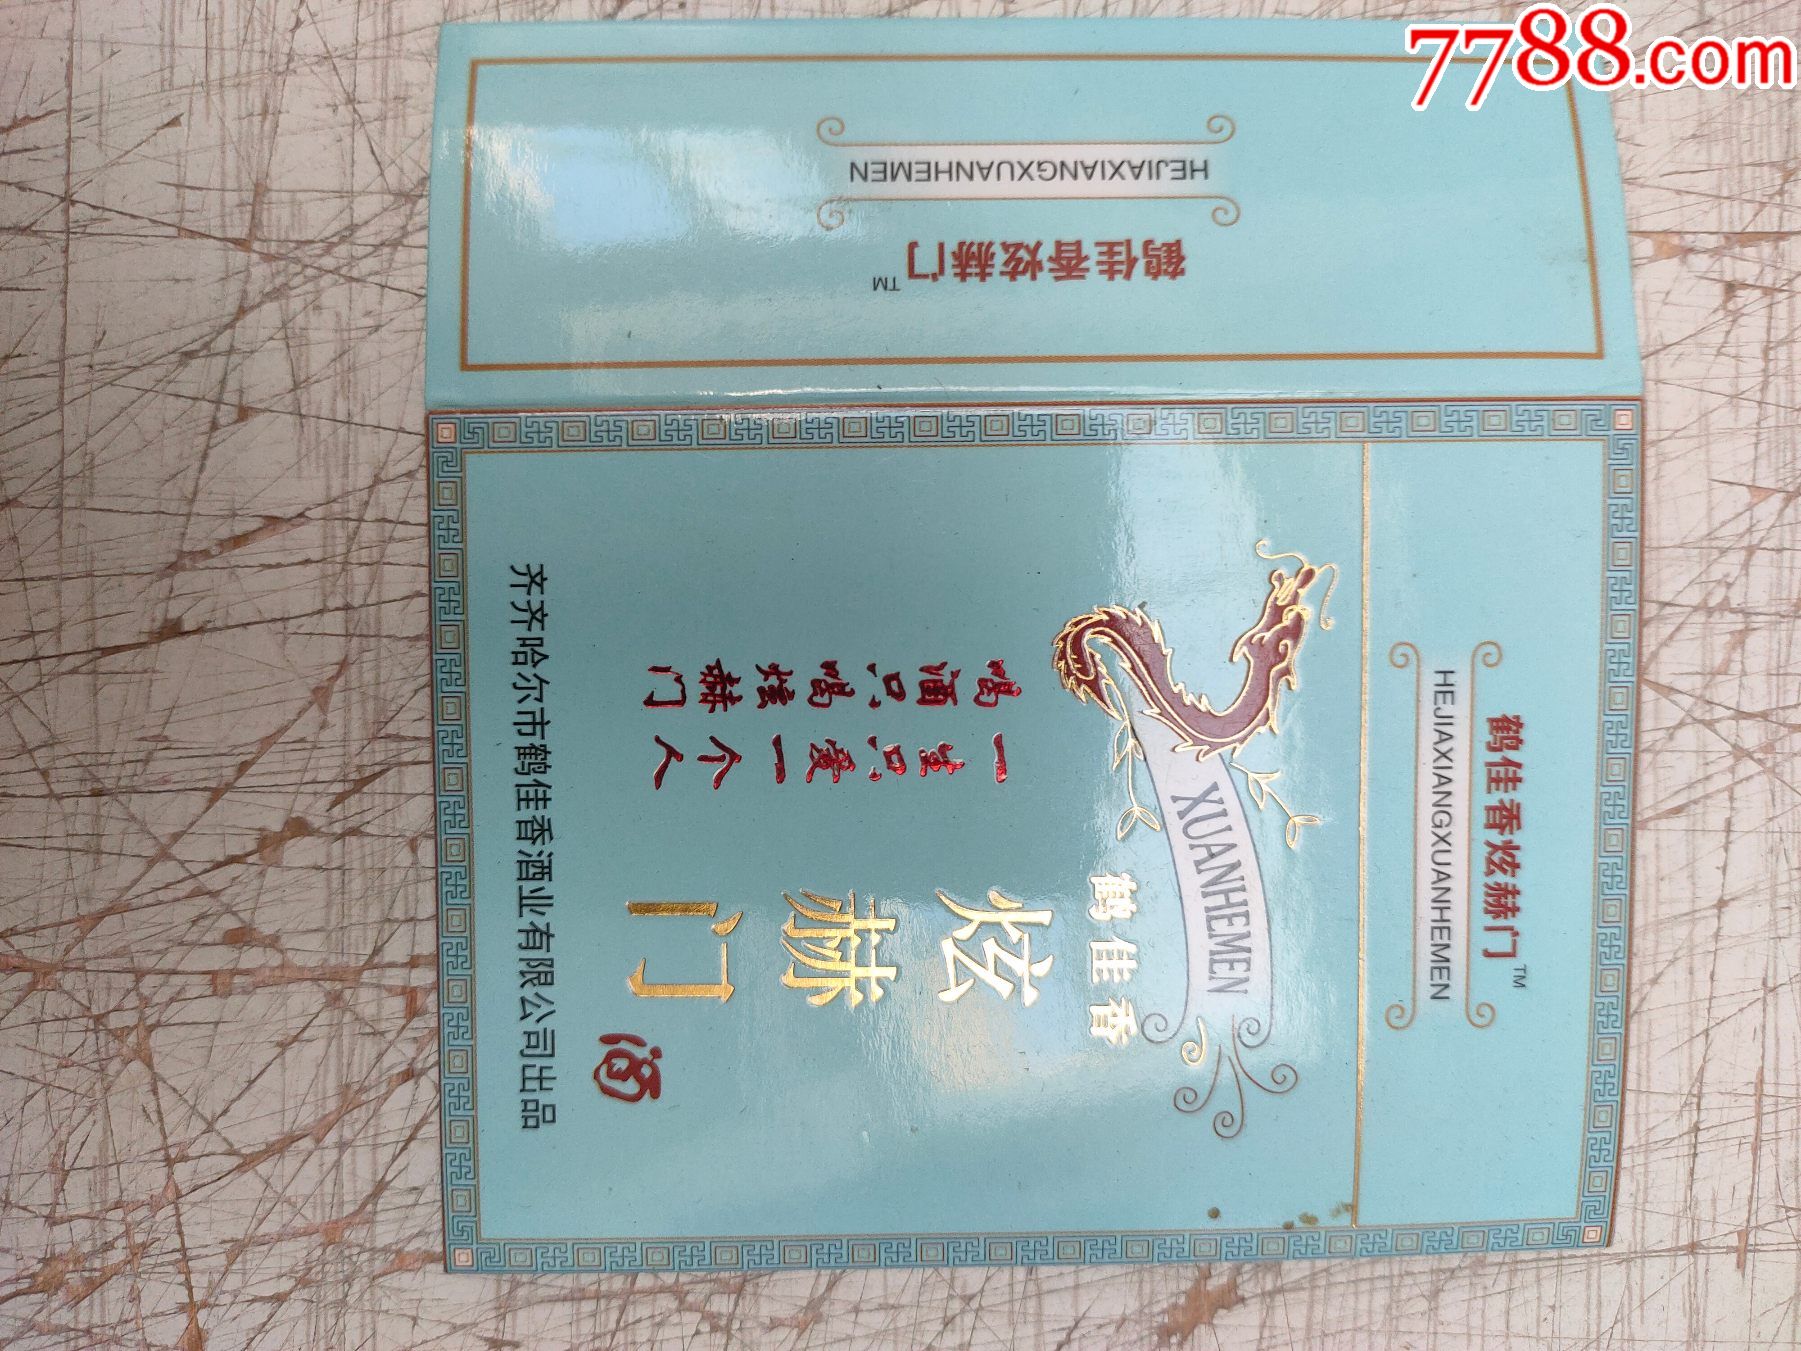 7788.com
HEJIAXIANGXUANHEMEN
鹤佳香炫赫门™
鹤佳香炫赫门™
HEJIAXIANGXUANHEMEN
XUANHEMEN
鹤佳香
炫赫门
酒
一生只爱一个人
喝酒只喝炫赫门
齐齐哈尔市鹤佳香酒业有限公司出品